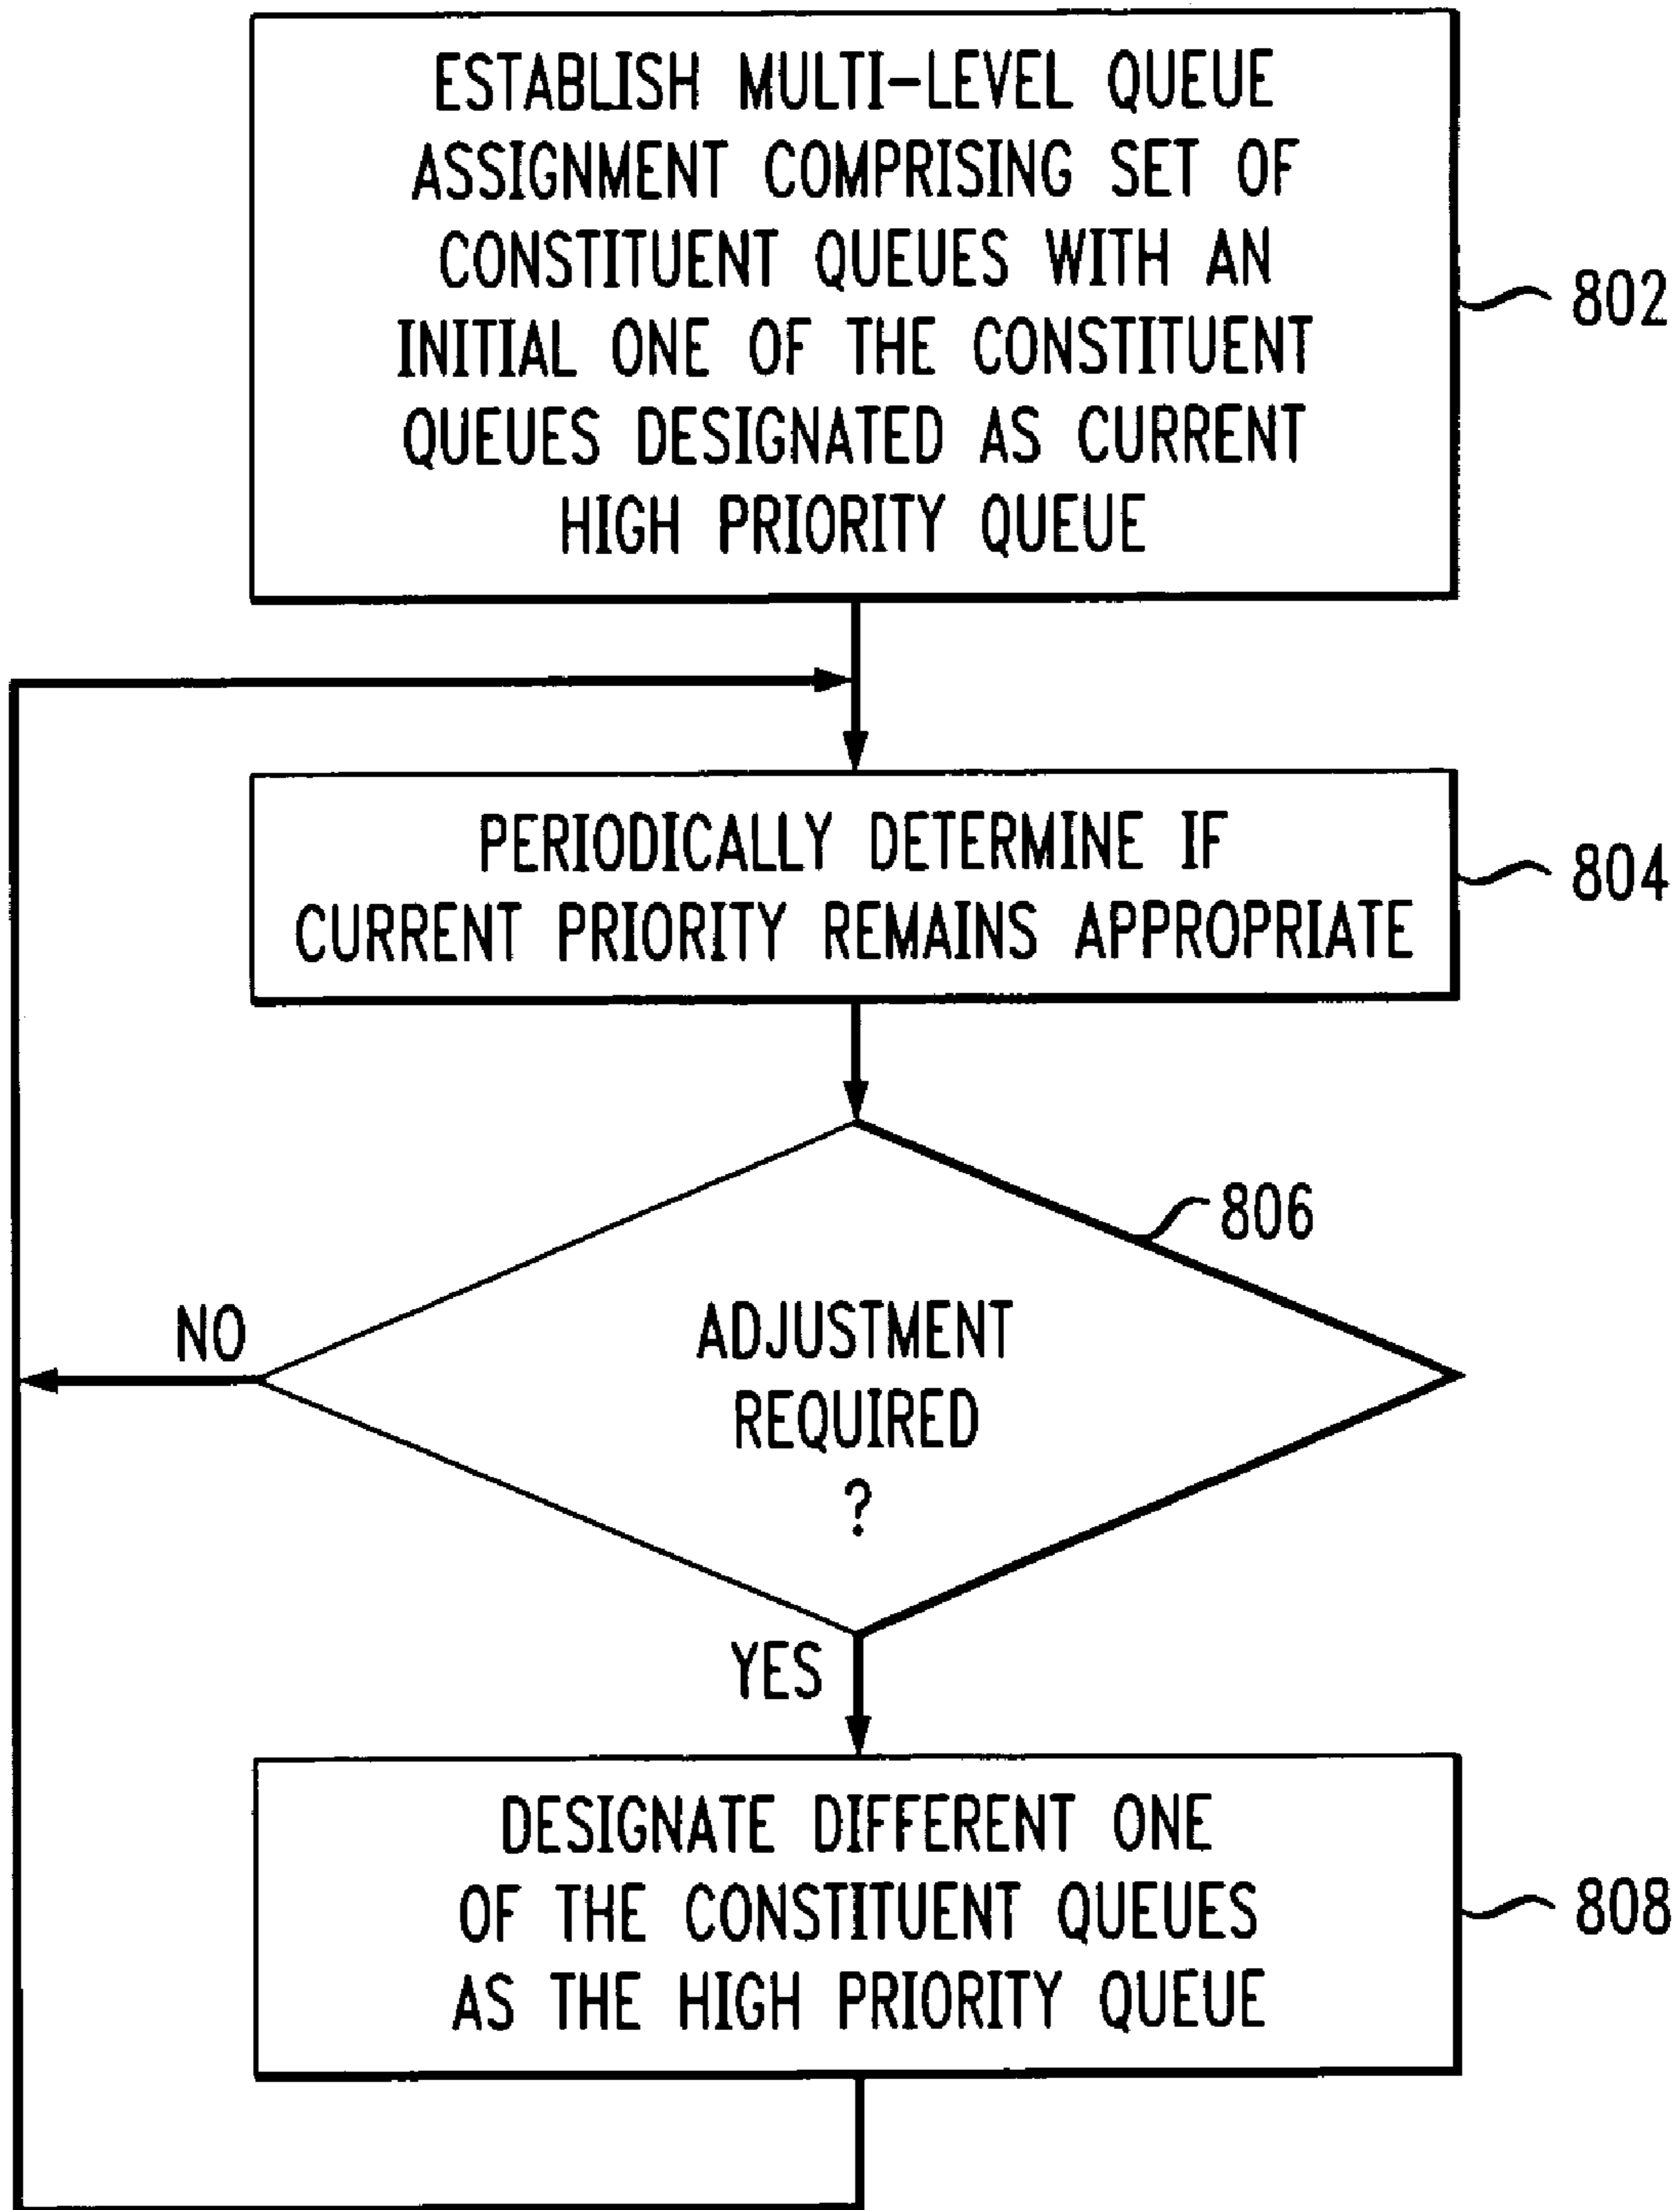 ESTABLISH MULTI-LEVEL QUEUE
ASSIGNMENT COMPRISING SET OF
CONSTITUENT QUEUES WITH AN
INITIAL ONE OF THE CONSTITUENT
QUEUES DESIGNATED AS CURRENT
HIGH PRIORITY QUEUE
802
PERIODICALLY DETERMINE IF
CURRENT PRIORITY REMAINS APPROPRIATE
804
806
ADJUSTMENT
REQUIRED
?
NO
YES
DESIGNATE DIFFERENT ONE
OF THE CONSTITUENT QUEUES
AS THE HIGH PRIORITY QUEUE
808